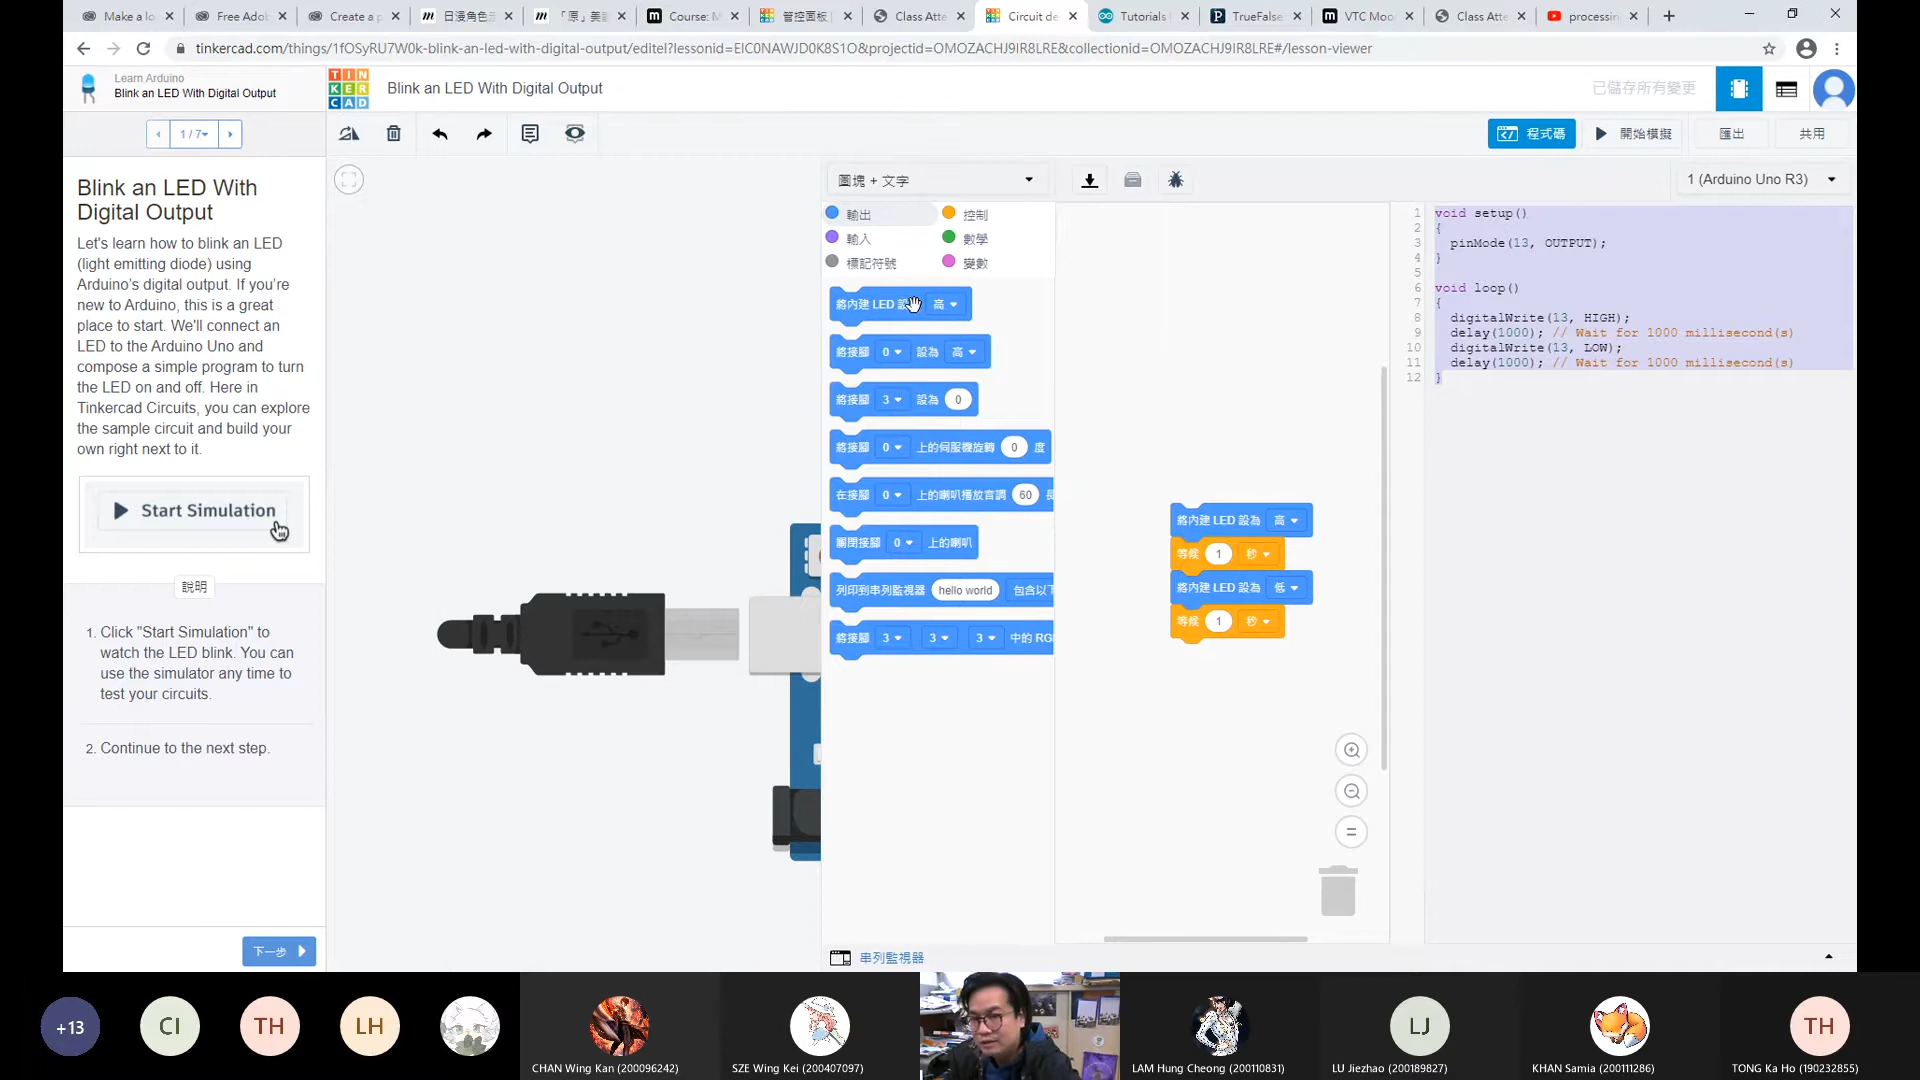 Make a lo
Free Adob
Create a p
日漫角色示
「原」美語
Course: M
管控面板
Class Atte
Circuit de
Tutorials
TrueFalse
VTC Moo
Class Atte
processin
tinkercad.com/things/1fOSyRU7W0k-blink-an-led-with-digital-output/editel?lessonid=EIC0NAWJD0K8S1O&projectid=OMOZACHJ9IR8LRE&collectionid=OMOZACHJ9IR8LRE#/lesson-viewer
Learn Arduino
Blink an LED With Digital Output
TINKERCAD
Blink an LED With Digital Output
已儲存所有變更
1 / 7
程式碼
開始模擬
匯出
共用
Blink an LED With
Digital Output
Let's learn how to blink an LED
(light emitting diode) using
Arduino's digital output. If you're
new to Arduino, this is a great
place to start. We'll connect an
LED to the Arduino Uno and
compose a simple program to turn
the LED on and off. Here in
Tinkercad Circuits, you can explore
the sample circuit and build your
own right next to it.
Start Simulation
說明
1. Click "Start Simulation" to
watch the LED blink. You can
use the simulator any time to
test your circuits.
2. Continue to the next step.
下一步
圖塊 + 文字
輸出
控制
輸入
數學
標記符號
變數
將內建 LED 設 高
將接腳 0 設為 高
將接腳 3 設為 0
將接腳 0 上的伺服機旋轉 0 度
在接腳 0 上的喇叭播放音調 60 長
關閉接腳 0 上的喇叭
列印到串列監視器 hello world 包含以下
將接腳 3 3 3 中的 RG
將內建 LED 設為 高
等候 1 秒
將內建 LED 設為 低
等候 1 秒
串列監視器
1 (Arduino Uno R3)
1 void setup()
2 {
3 pinMode(13, OUTPUT);
4 }
5
6 void loop()
7 {
8 digitalWrite(13, HIGH);
9 delay(1000); // Wait for 1000 millisecond(s)
10 digitalWrite(13, LOW);
11 delay(1000); // Wait for 1000 millisecond(s)
12 }
+13
CI
TH
LH
LJ
TH
CHAN Wing Kan (200096242)
SZE Wing Kei (200407097)
LAM Hung Cheong (200110831)
LU Jiezhao (200189827)
KHAN Samia (200111286)
TONG Ka Ho (190232855)